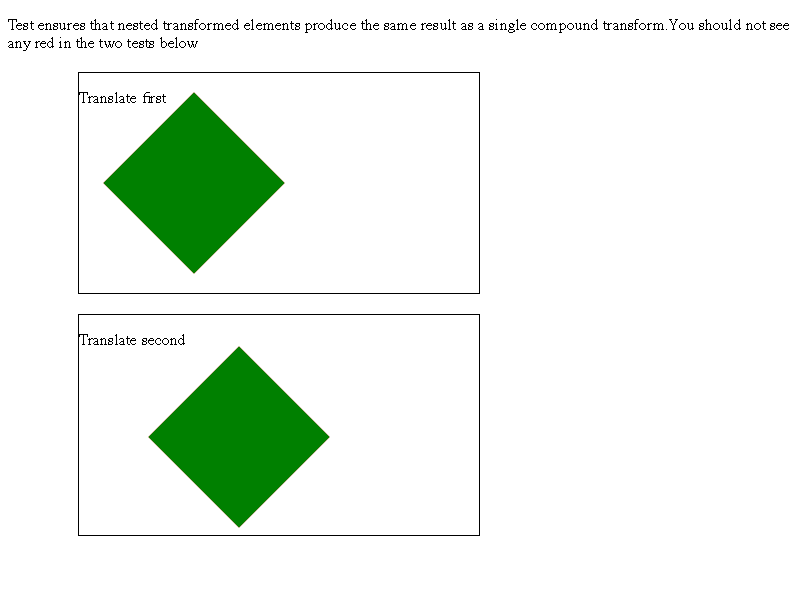 Test ensures that nested transformed elements produce the same result as a single compound transform.You should not see
any red in the two tests below
Translate first
Translate second